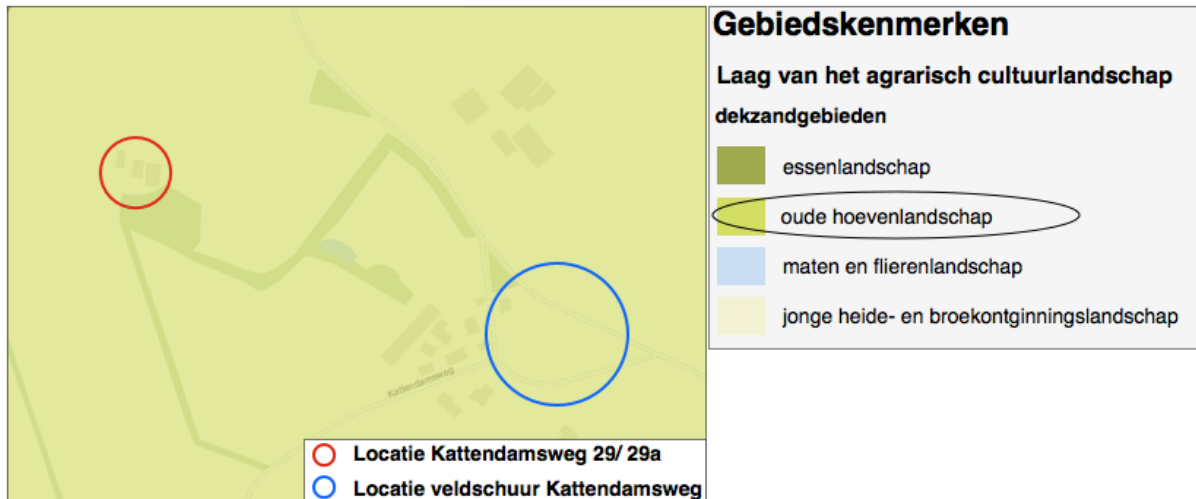 Gebiedskenmerken
Laag van het agrarisch cultuurlandschap
dekzandgebieden
essenlandschap
oude hoevenlandschap
maten en flierenlandschap
jonge heide- en broekontginningslandschap
Kattendamsweg
Locatie Kattendamsweg 29/ 29a
Locatie veldschuur Kattendamsweg